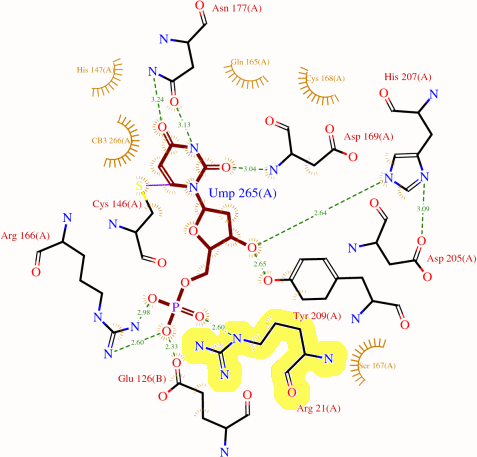 Asn 177(A)
His 147(A)
Gln 165(A)
Cys 168(A)
His 207(A)
N
O
N
O
O
N
3.24
3.13
O
N
CB3 266(A)
Asp 169(A)
O
O
3.04
N
O
N
N
S
N
Ump 265(A)
O
Cys 146(A)
2.64
3.09
N
O
Arg 166(A)
N
O
O
N
O
Asp 205(A)
O
2.65
O
O
O
O
O
N
P
O
2.98
N
Tyr 209(A)
N
O
N
O
2.60
N
2.60
N
2.33
N
N
Ser 167(A)
Glu 126(B)
O
N
O
O
Arg 21(A)
O
N